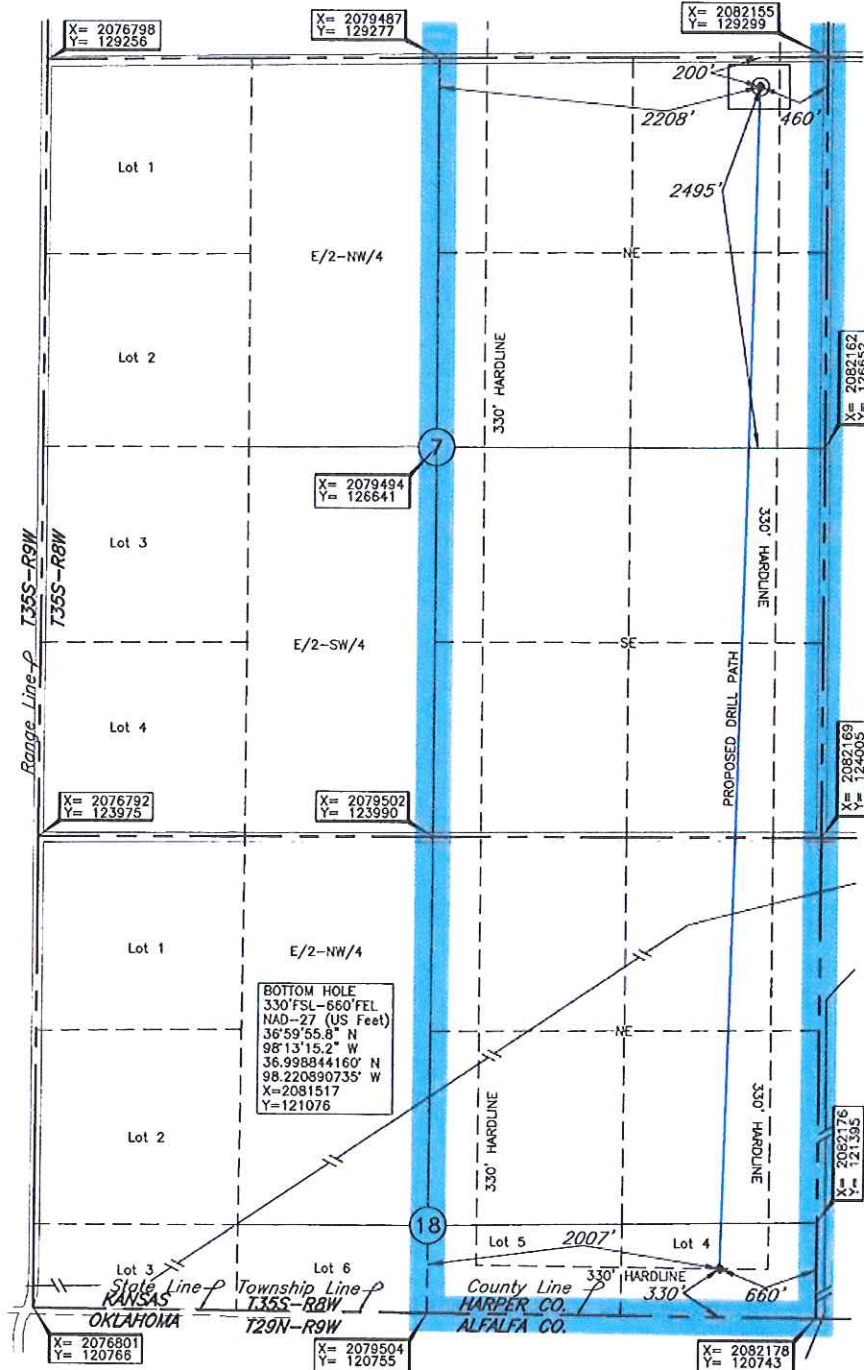 X= 2076798
Y= 129256
X= 2079487
Y= 129277
X= 2082155
Y= 129299
200'
2208'
460'
2495'
Lot 1
E/2-NW/4
NE
Lot 2
330' HARDLINE
X= 2082162
Y= 126652
7
X= 2079494
Y= 126641
Lot 3
T35S-R9W
T35S-R8W
330' HARDLINE
E/2-SW/4
SE
Range Line
Lot 4
PROPOSED DRILL PATH
X= 2076792
Y= 123975
X= 2079502
Y= 123990
X= 2082169
Y= 124005
Lot 1
E/2-NW/4
BOTTOM HOLE
330'FSL-660'FEL
NAD-27 (US Feet)
36°59'55.8" N
98°13'15.2" W
36.998844160° N
98.220890735° W
X=2081517
Y=121076
NE
Lot 2
330' HARDLINE
330' HARDLINE
X= 2082176
Y= 121395
18
Lot 5
2007'
Lot 4
Lot 3
Lot 6
330' HARDLINE
330'
660'
State Line
Township Line
County Line
KANSAS
T35S-R8W
HARPER CO.
OKLAHOMA
T29N-R9W
ALFALFA CO.
X= 2076801
Y= 120766
X= 2079504
Y= 120755
X= 2082178
Y= 120743